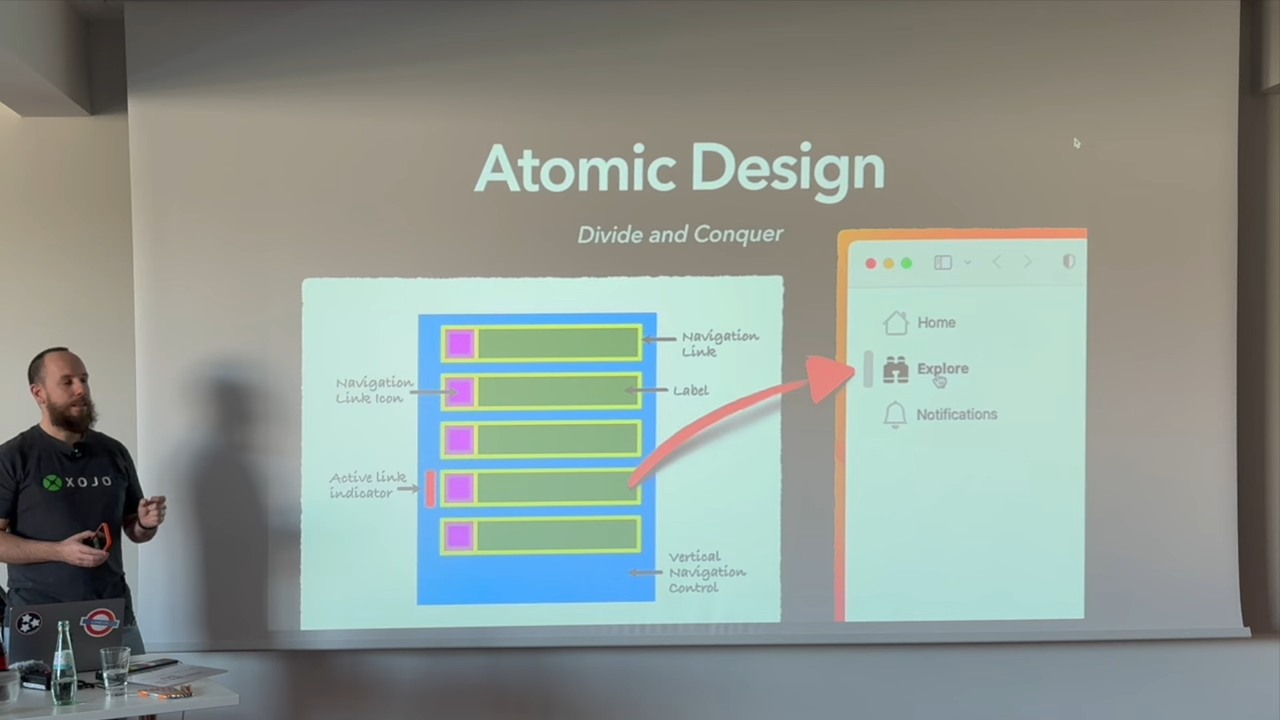 Atomic Design
Divide and Conquer
Navigation
Link
Navigation
Link Icon
Label
Active link
indicator
Vertical
Navigation
Control
Home
Explore
Notifications
XOJO